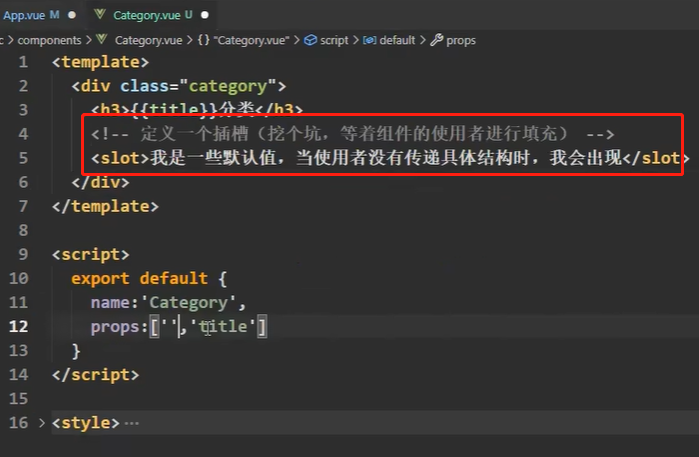 App.vue M ●
Category.vue U ●
c > components > Category.vue > {} "Category.vue" > script > default > props
1 <template>
2 <div class="category">
3 <h3>{{title}}分类</h3>
4 <!-- 定义一个插槽（挖个坑，等着组件的使用者进行填充） -->
5 <slot>我是一些默认值，当使用者没有传递具体结构时，我会出现</slot>
6 </div>
7 </template>
8
9 <script>
10 export default {
11 name:'Category',
12 props:['','title']
13 }
14 </script>
15
16 > <style>···